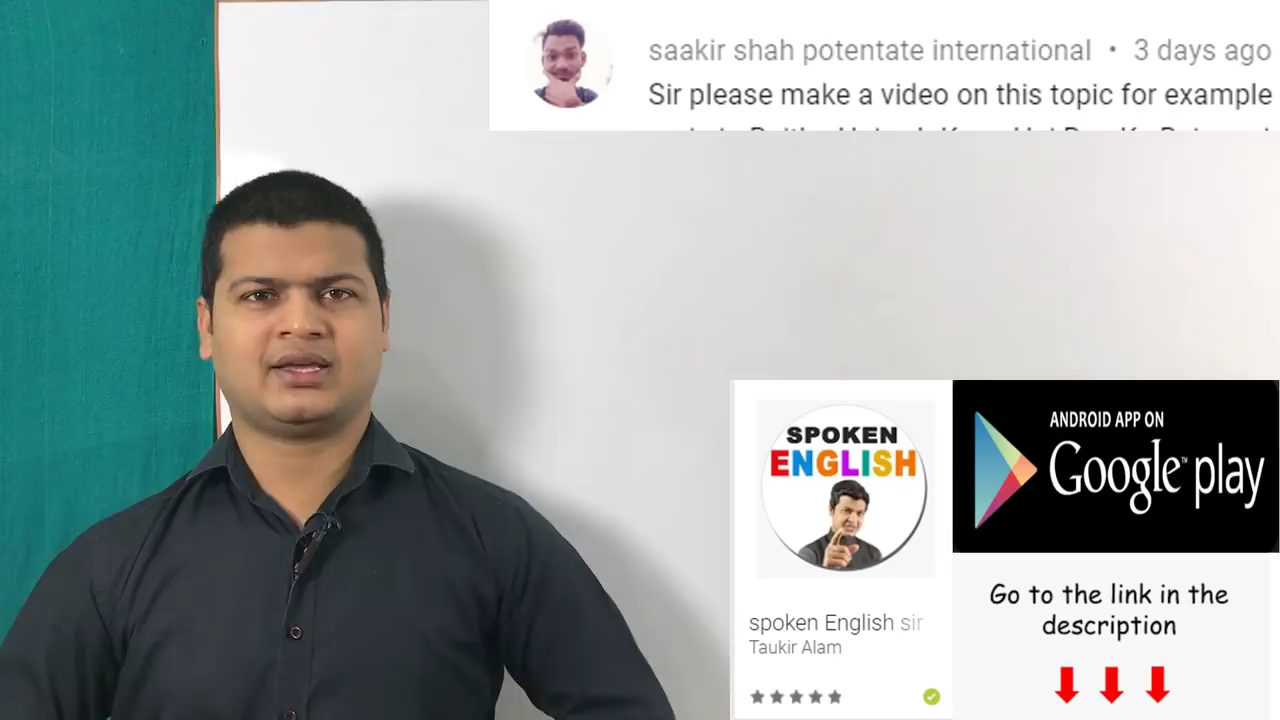 saakir shah potentate international • 3 days ago
Sir please make a video on this topic for example
SPOKEN
ENGLISH
spoken English sir
Taukir Alam
ANDROID APP ON
Google™ play
Go to the link in the
description